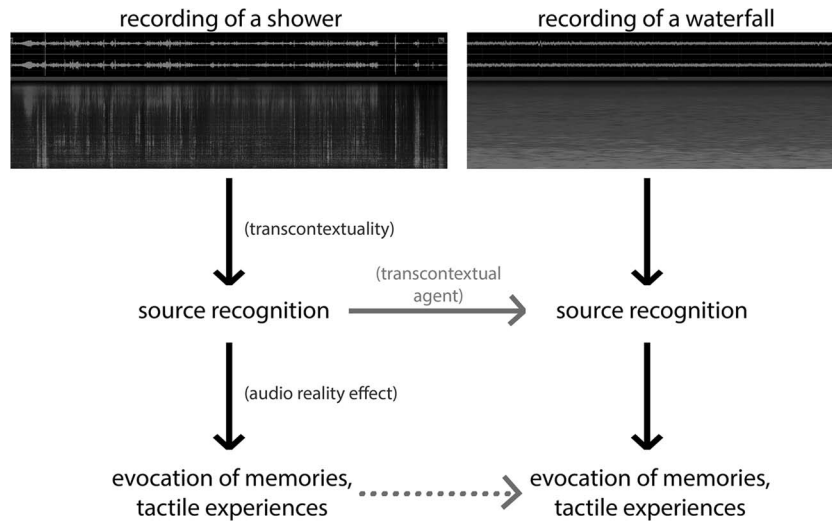 recording of a shower
recording of a waterfall
(transcontextuality)
(transcontextual
agent)
source recognition
source recognition
(audio reality effect)
evocation of memories,
tactile experiences
evocation of memories,
tactile experiences